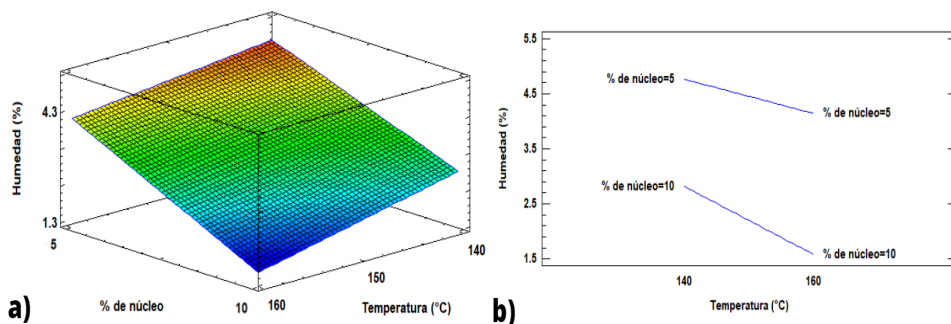 4.3
Humedad (%)
1.3
5
% de núcleo
10
160
150
140
Temperatura (°C)
a)
5.5
4.5
3.5
2.5
1.5
Humedad (%)
% de núcleo=5
% de núcleo=5
% de núcleo=10
% de núcleo=10
140
160
Temperatura (°C)
b)